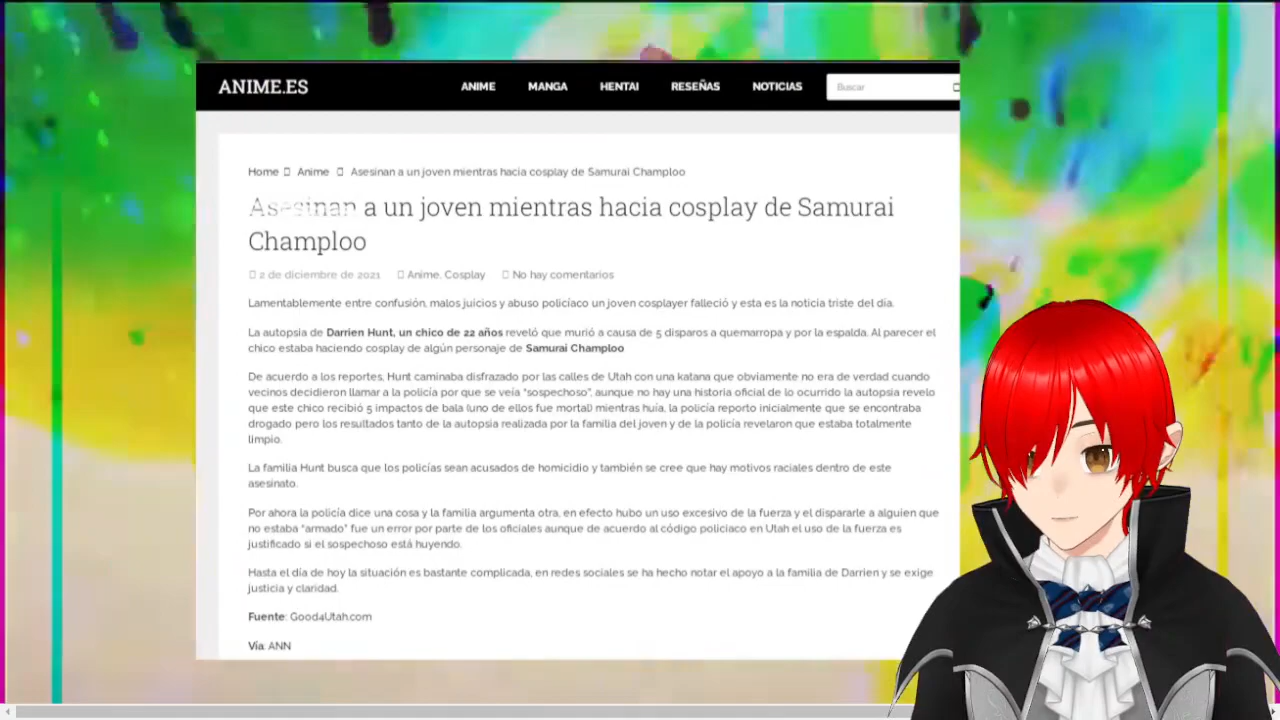 ANIME.ES ANIME MANGA HENTAI RESEÑAS NOTICIAS Buscar
Home Anime Asesinan a un joven mientras hacia cosplay de Samurai Champloo
Asesinan a un joven mientras hacia cosplay de Samurai
Champloo
2 de diciembre de 2021 Anime, Cosplay No hay comentarios
Lamentablemente entre confusión, malos juicios y abuso policíaco un joven cosplayer falleció y esta es la noticia triste del día.
La autopsia de Darrien Hunt, un chico de 22 años reveló que murió a causa de 5 disparos a quemarropa y por la espalda. Al parecer el
chico estaba haciendo cosplay de algún personaje de Samurai Champloo
De acuerdo a los reportes, Hunt caminaba disfrazado por las calles de Utah con una katana que obviamente no era de verdad cuando
vecinos decidieron llamar a la policía por que se veía "sospechoso", aunque no hay una historia oficial de lo ocurrido la autopsia revelo
que este chico recibió 5 impactos de bala (uno de ellos fue mortal) mientras huía, la policía reporto inicialmente que se encontraba
drogado pero los resultados tanto de la autopsia realizada por la familia del joven y de la policía revelaron que estaba totalmente
limpio.
La familia Hunt busca que los policías sean acusados de homicidio y también se cree que hay motivos raciales dentro de este
asesinato.
Por ahora la policía dice una cosa y la familia argumenta otra, en efecto hubo un uso excesivo de la fuerza y el dispararle a alguien que
no estaba "armado" fue un error por parte de los oficiales aunque de acuerdo al código policíaco en Utah el uso de la fuerza es
justificado si el sospechoso está huyendo.
Hasta el día de hoy la situación es bastante complicada, en redes sociales se ha hecho notar el apoyo a la familia de Darrien y se exige
justicia y claridad.
Fuente: Good4Utah.com
Vía: ANN